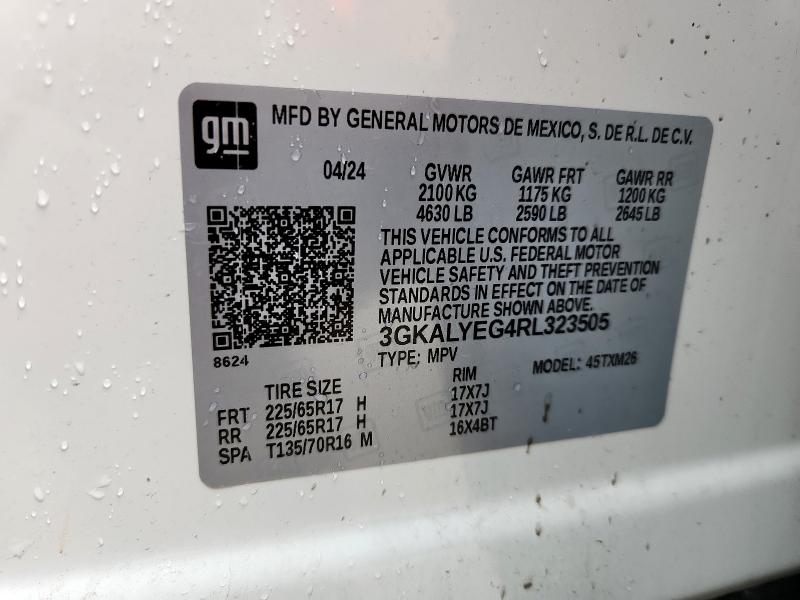 gm MFD BY GENERAL MOTORS DE MEXICO, S. DE R.L. DE C.V.
04/24 GVWR GAWR FRT GAWR RR
2100 KG 1175 KG 1200 KG
4630 LB 2590 LB 2645 LB
THIS VEHICLE CONFORMS TO ALL
APPLICABLE U.S. FEDERAL MOTOR
VEHICLE SAFETY AND THEFT PREVENTION
STANDARDS IN EFFECT ON THE DATE OF
MANUFACTURE SHOWN ABOVE.
3GKALYEG4RL323505
8624 TYPE: MPV MODEL: 45TXM26
TIRE SIZE RIM
FRT 225/65R17 H 17X7J
RR 225/65R17 H 17X7J
SPA T135/70R16 M 16X4BT